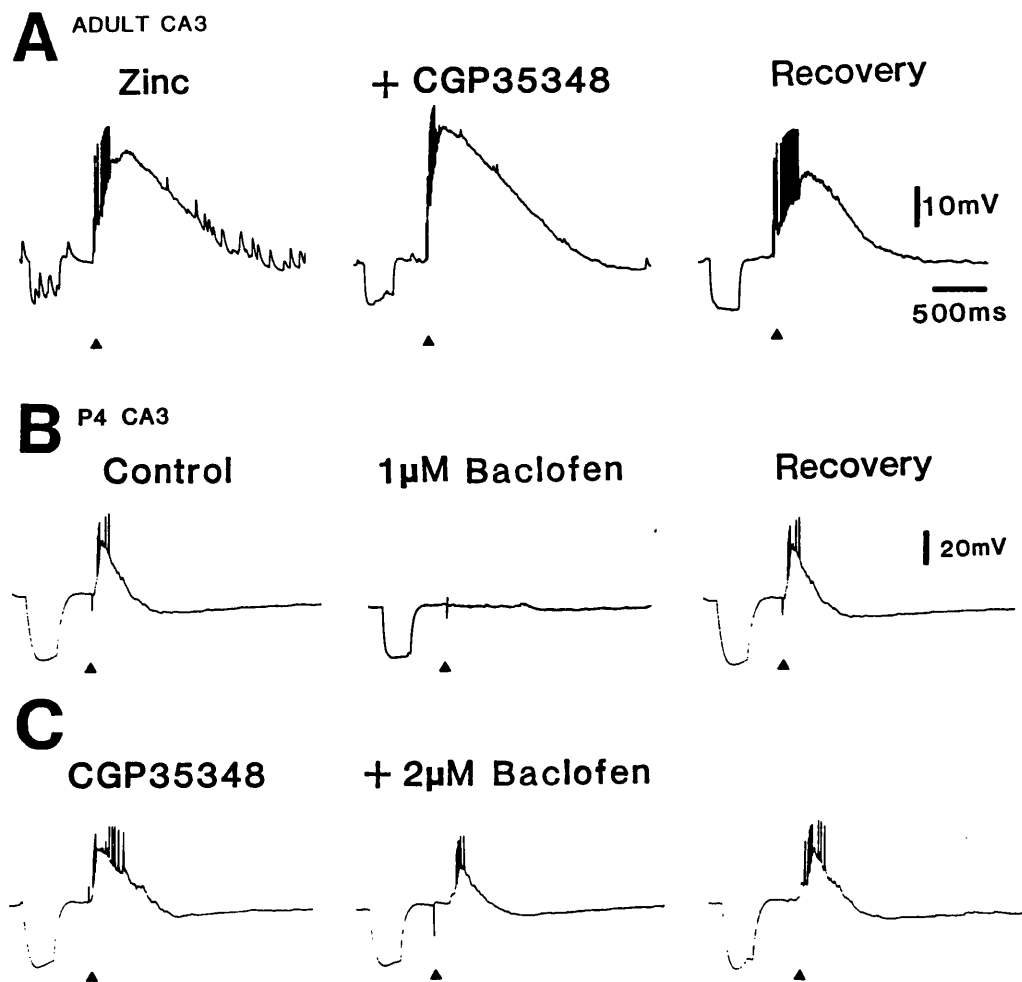 A ADULT CA3
Zinc
+ CGP35348
Recovery
10mV
500ms
B P4 CA3
Control
1µM Baclofen
Recovery
20mV
C
CGP35348
+ 2µM Baclofen